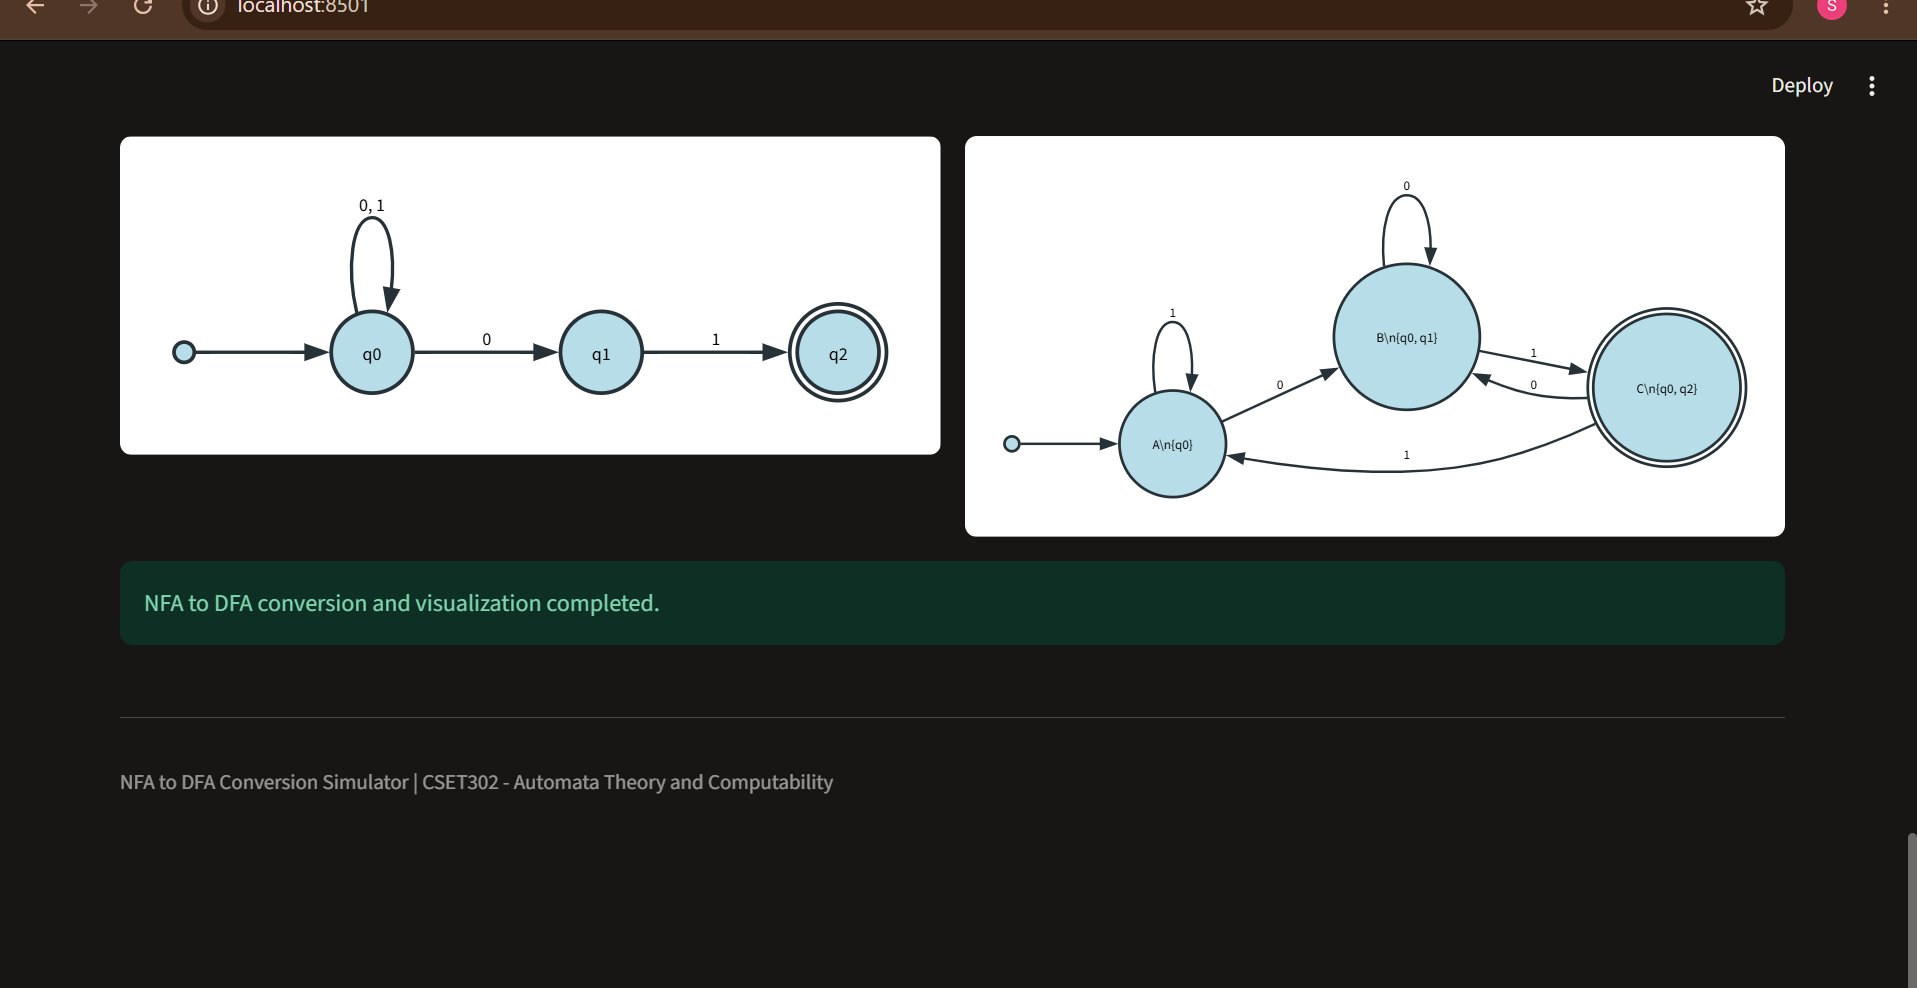 localhost:8501
S
Deploy
0, 1
q0
0
q1
1
q2
0
B\n{q0, q1}
1
1
0
0
C\n{q0, q2}
A\n{q0}
1
NFA to DFA conversion and visualization completed.
NFA to DFA Conversion Simulator | CSET302 - Automata Theory and Computability